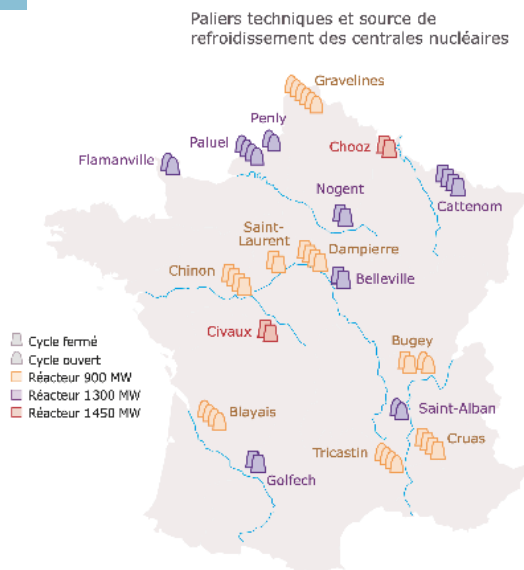 Paliers techniques et source de
refroidissement des centrales nucléaires
Gravelines
Penly
Paluel
Chooz
Flamanville
Nogent
Cattenom
Saint-
Laurent
Dampierre
Chinon
Belleville
Civaux
Cycle fermé
Cycle ouvert
Réacteur 900 MW
Réacteur 1300 MW
Réacteur 1450 MW
Bugey
Blayais
Saint-Alban
Cruas
Tricastin
Golfech